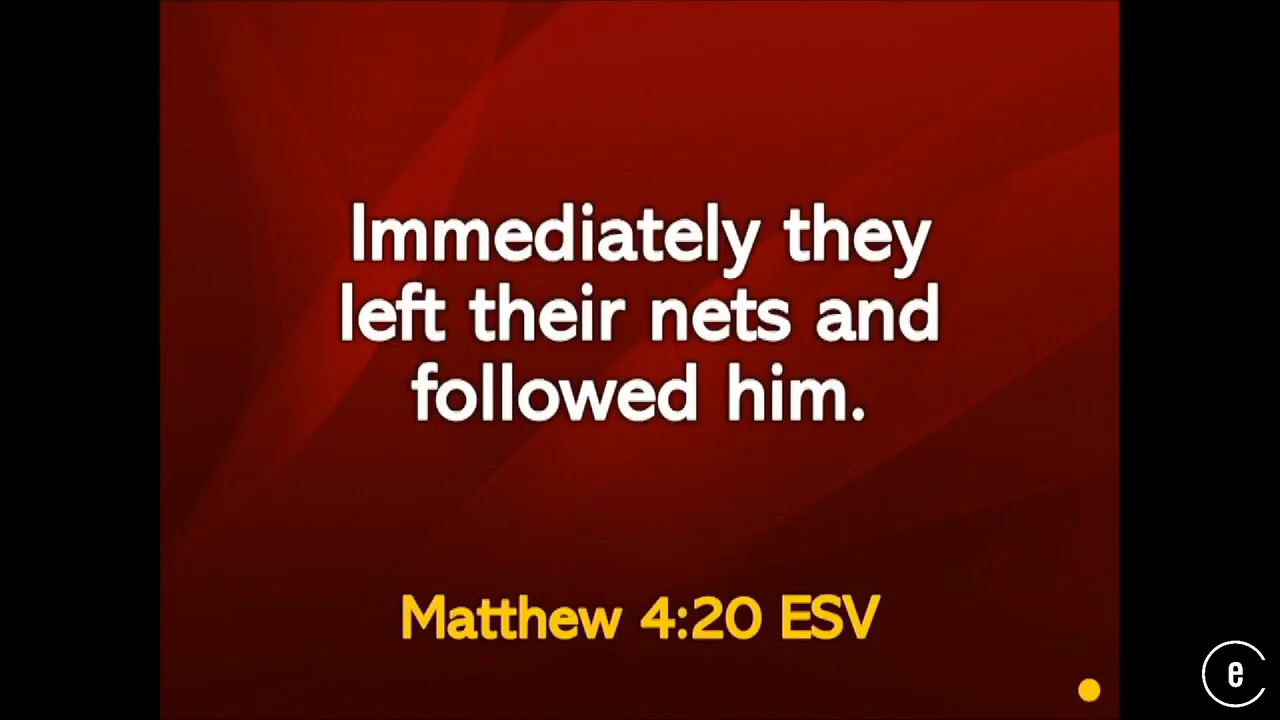 Immediately they
left their nets and
followed him.
Matthew 4:20 ESV
e